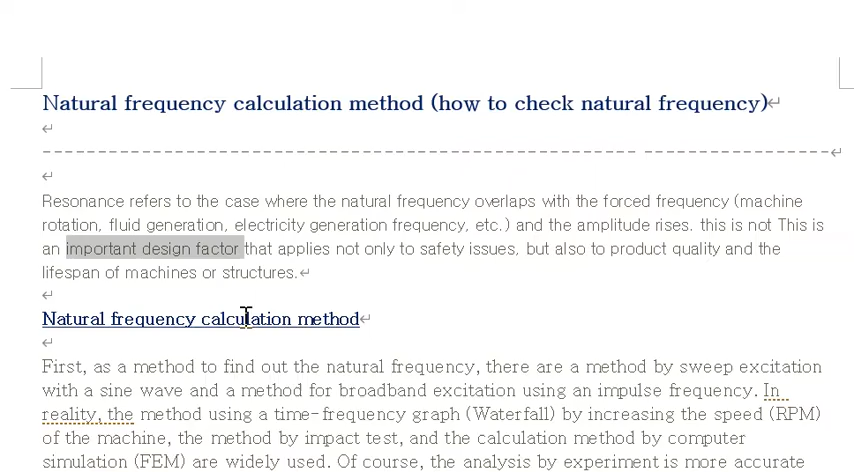 Natural frequency calculation method (how to check natural frequency)
Resonance refers to the case where the natural frequency overlaps with the forced frequency (machine
rotation, fluid generation, electricity generation frequency, etc.) and the amplitude rises. this is not This is
an important design factor that applies not only to safety issues, but also to product quality and the
lifespan of machines or structures.
Natural frequency calculation method
First, as a method to find out the natural frequency, there are a method by sweep excitation
with a sine wave and a method for broadband excitation using an impulse frequency. In
reality, the method using a time-frequency graph (Waterfall) by increasing the speed (RPM)
of the machine, the method by impact test, and the calculation method by computer
simulation (FEM) are widely used. Of course, the analysis by experiment is more accurate